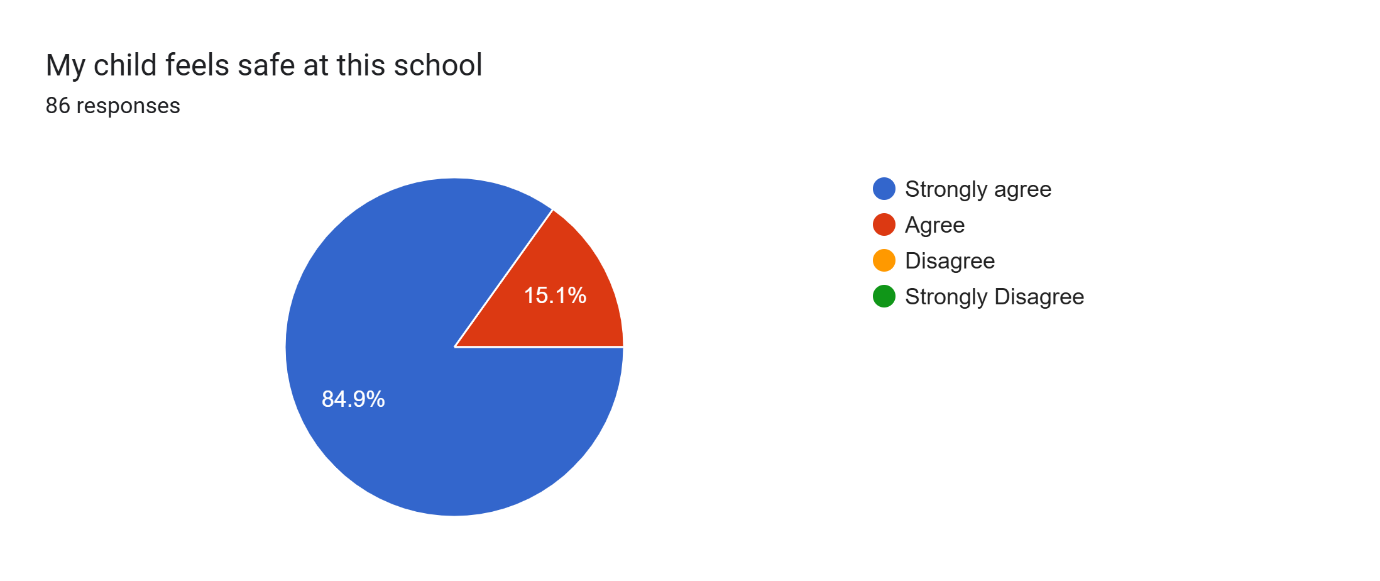 My child feels safe at this school
86 responses
Strongly agree
Agree
Disagree
Strongly Disagree
15.1%
84.9%